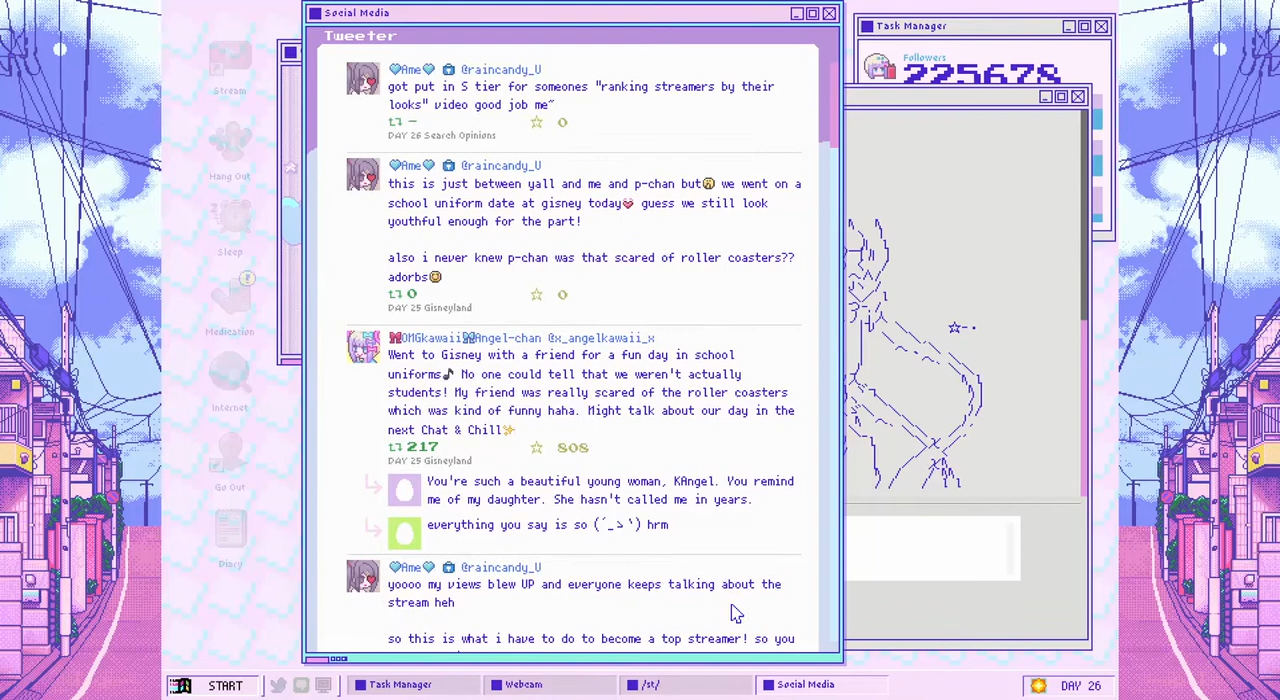 Social Media
Tweeter
Ame @raincandy_U
got put in S tier for someones "ranking streamers by their
looks" video good job me~
— 0
DAY 26 Search Opinions
Ame @raincandy_U
this is just between yall and me and p-chan but we went on a
school uniform date at gisney today guess we still look
youthful enough for the part!
also i never knew p-chan was that scared of roller coasters??
adorbs
0 0
DAY 25 Gisneyland
OMGkawaiiAngel-chan @x_angelkawaii_x
Went to Gisney with a friend for a fun day in school
uniforms♪ No one could tell that we weren't actually
students! My friend was really scared of the roller coasters
which was kind of funny haha. Might talk about our day in the
next Chat & Chill✨
217 808
DAY 25 Gisneyland
You're such a beautiful young woman, KAngel. You remind
me of my daughter. She hasn't called me in years.
everything you say is so (´_ゝ`) hrm
Ame @raincandy_U
yoooo my views blew UP and everyone keeps talking about the
stream heh
so this is what i have to do to become a top streamer! so you
Task Manager
Followers
225678
Stream
Hang Out
Sleep
Medication
Internet
Go Out
Diary
START
Task Manager
Webcam
/st/
Social Media
DAY 26